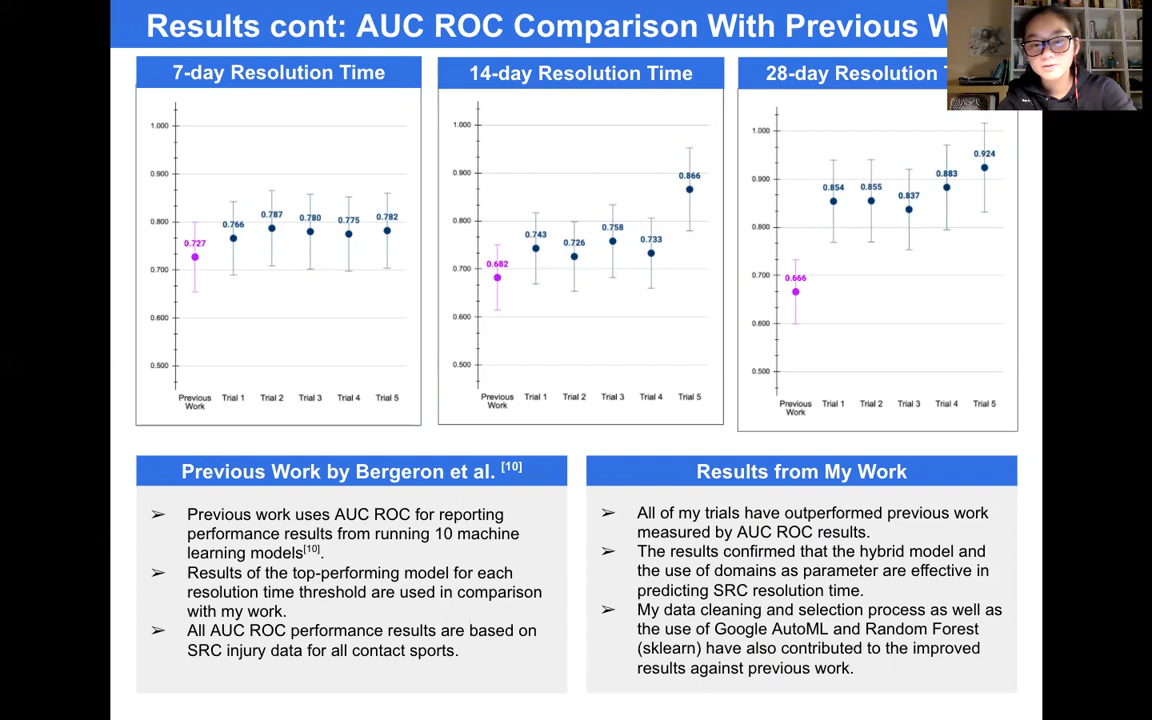 Results cont: AUC ROC Comparison With Previous
7-day Resolution Time
1.000
0.900
0.800
0.700
0.600
0.500
0.727
0.766
0.787
0.780
0.775
0.782
Previous Work
Trial 1
Trial 2
Trial 3
Trial 4
Trial 5
14-day Resolution Time
1.000
0.900
0.800
0.700
0.600
0.500
0.682
0.743
0.726
0.758
0.733
0.866
Previous Work
Trial 1
Trial 2
Trial 3
Trial 4
Trial 5
28-day Resolution
1.000
0.900
0.800
0.700
0.600
0.500
0.666
0.854
0.855
0.837
0.883
0.924
Previous Work
Trial 1
Trial 2
Trial 3
Trial 4
Trial 5
Previous Work by Bergeron et al. [10]
➢ Previous work uses AUC ROC for reporting
performance results from running 10 machine
learning models[10].
➢ Results of the top-performing model for each
resolution time threshold are used in comparison
with my work.
➢ All AUC ROC performance results are based on
SRC injury data for all contact sports.
Results from My Work
➢ All of my trials have outperformed previous work
measured by AUC ROC results.
➢ The results confirmed that the hybrid model and
the use of domains as parameter are effective in
predicting SRC resolution time.
➢ My data cleaning and selection process as well as
the use of Google AutoML and Random Forest
(sklearn) have also contributed to the improved
results against previous work.